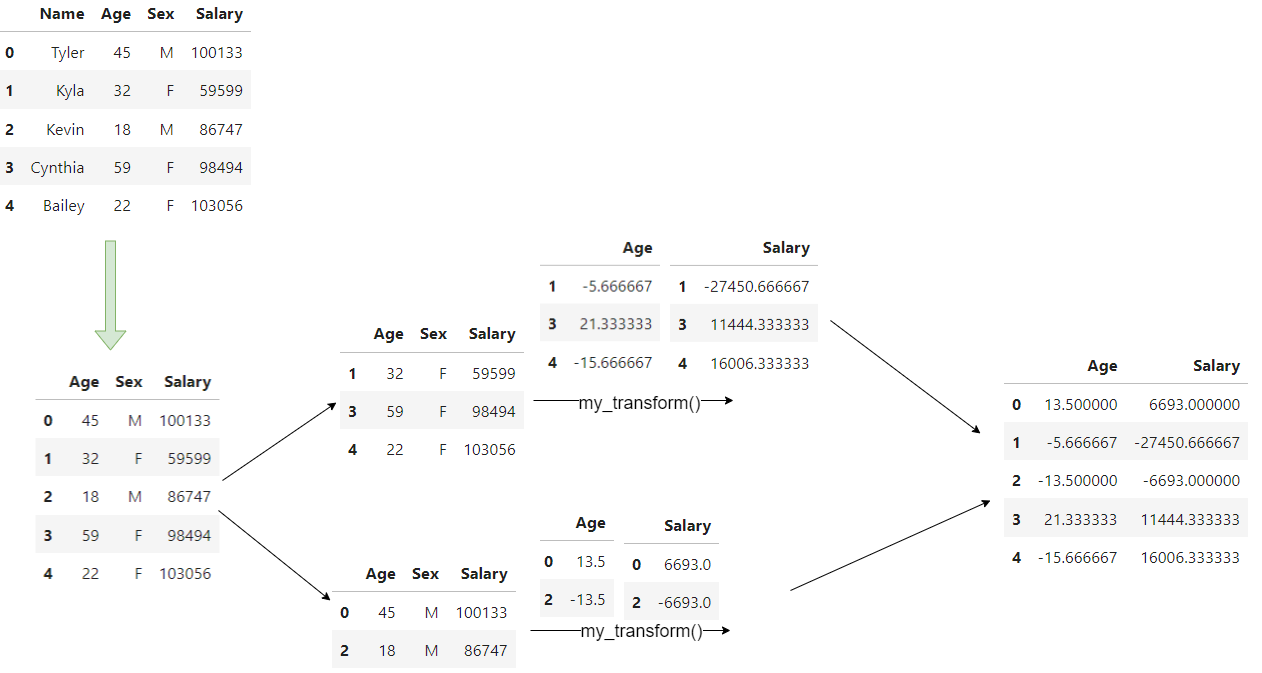 Name Age Sex Salary
0 Tyler 45 M 100133
1 Kyla 32 F 59599
2 Kevin 18 M 86747
3 Cynthia 59 F 98494
4 Bailey 22 F 103056
Age Sex Salary
0 45 M 100133
1 32 F 59599
2 18 M 86747
3 59 F 98494
4 22 F 103056
Age Sex Salary
1 32 F 59599
3 59 F 98494
4 22 F 103056
Age
1 -5.666667
3 21.333333
4 -15.666667
Salary
1 -27450.666667
3 11444.333333
4 16006.333333
my_transform()
Age Sex Salary
0 45 M 100133
2 18 M 86747
Age
0 13.5
2 -13.5
Salary
0 6693.0
2 -6693.0
my_transform()
Age Salary
0 13.500000 6693.000000
1 -5.666667 -27450.666667
2 -13.500000 -6693.000000
3 21.333333 11444.333333
4 -15.666667 16006.333333